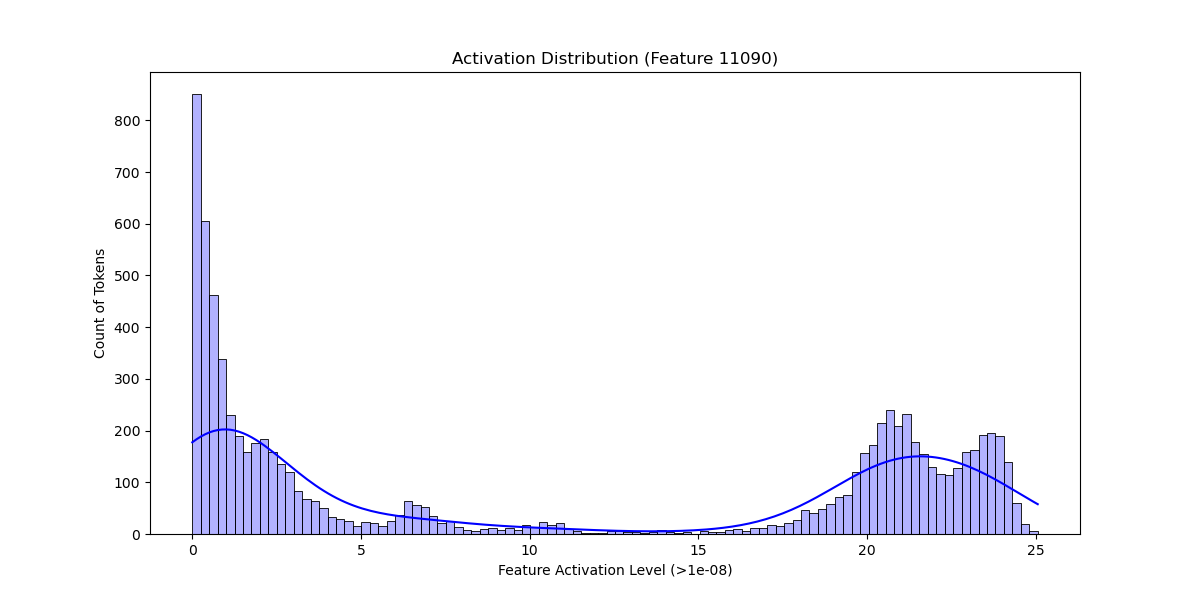 Activation Distribution (Feature 11090)
Count of Tokens
800
700
600
500
400
300
200
100
0
0 5 10 15 20 25
Feature Activation Level (>1e-08)